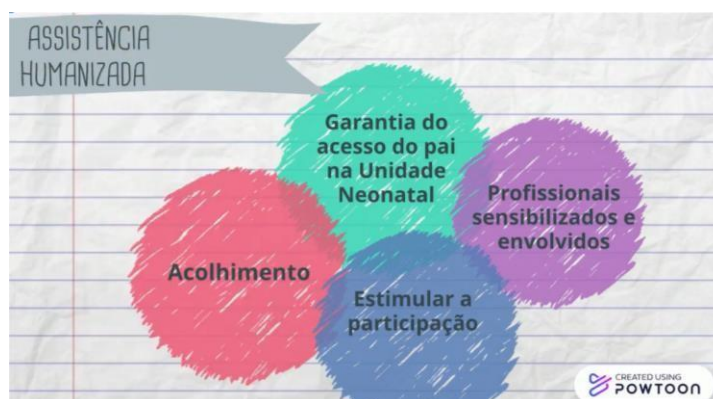 ASSISTÊNCIA
HUMANIZADA
Garantia do
acesso do pai
na Unidade
Neonatal
Profissionais
sensibilizados e
envolvidos
Acolhimento
Estimular a
participação
CREATED USING
POWTOON